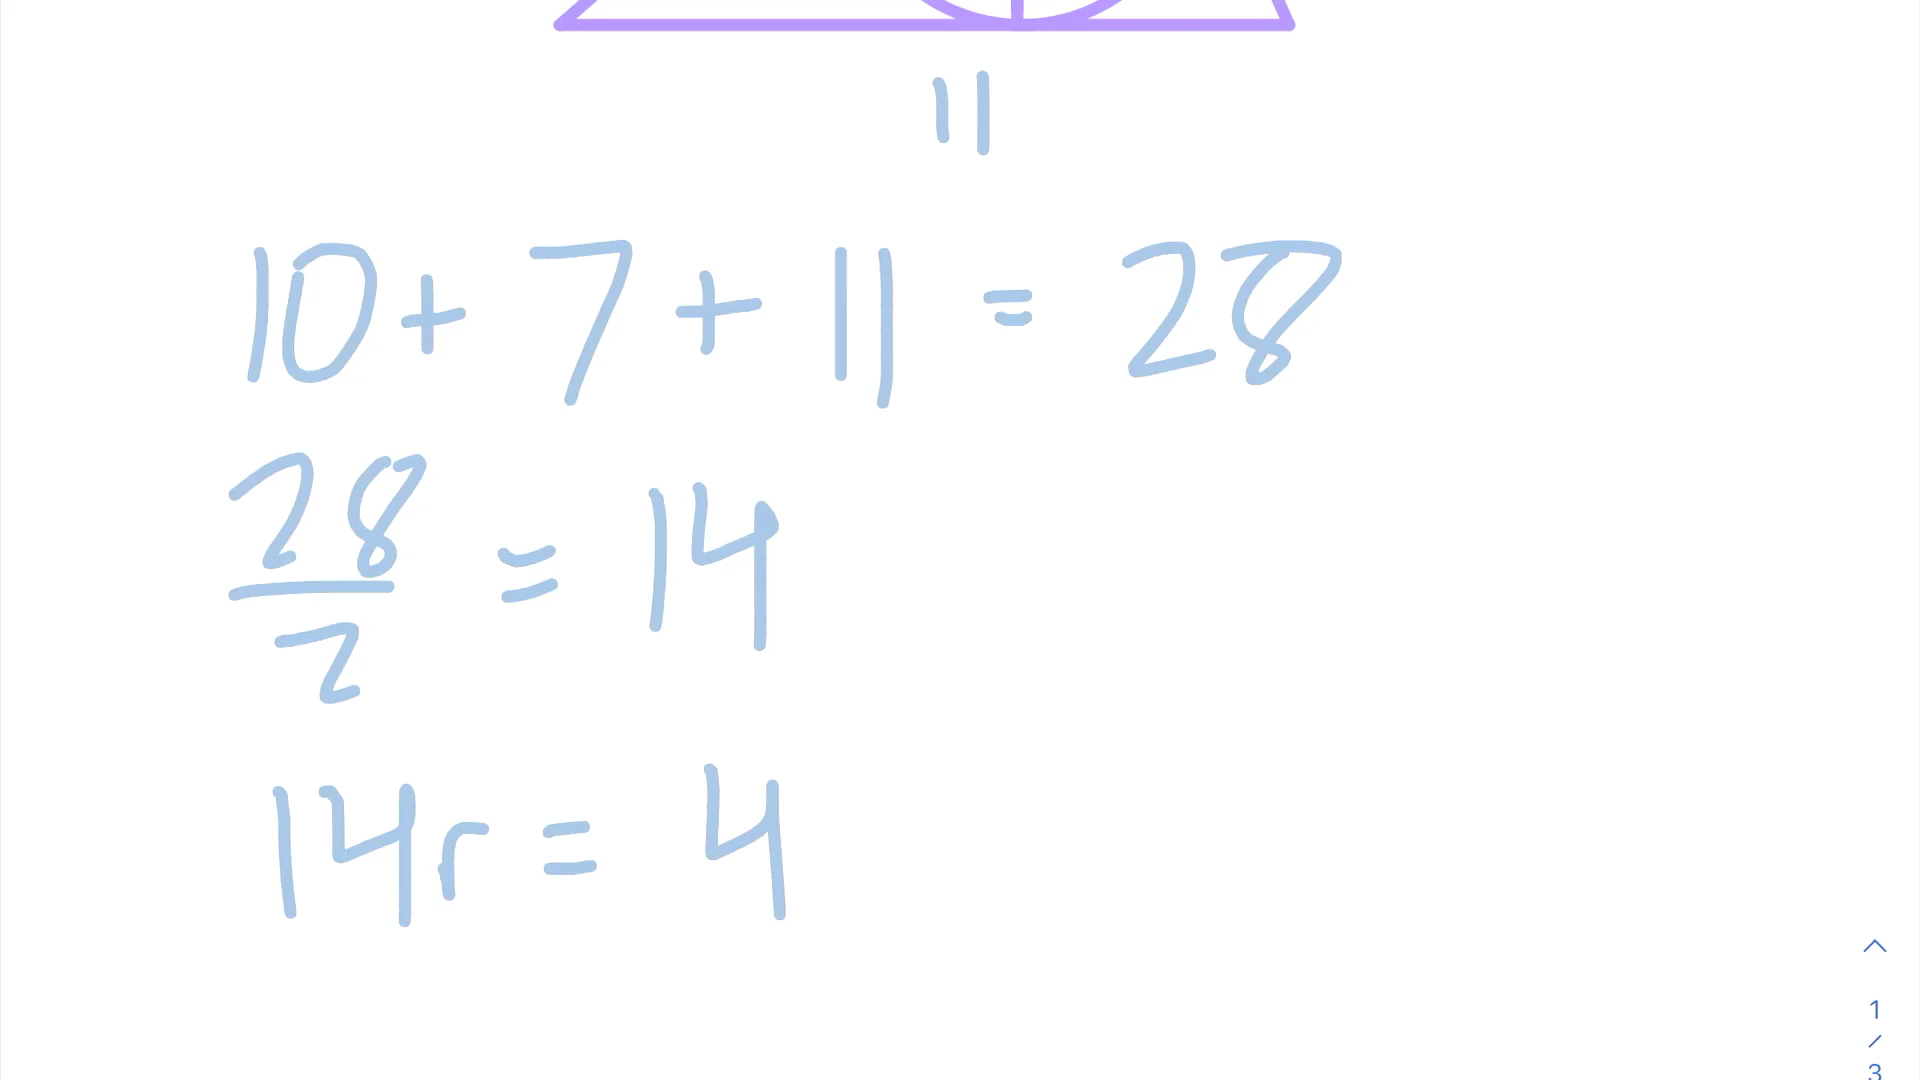 11
10 + 7 + 11 = 28
28/2 = 14
14r = 4
1
/
3